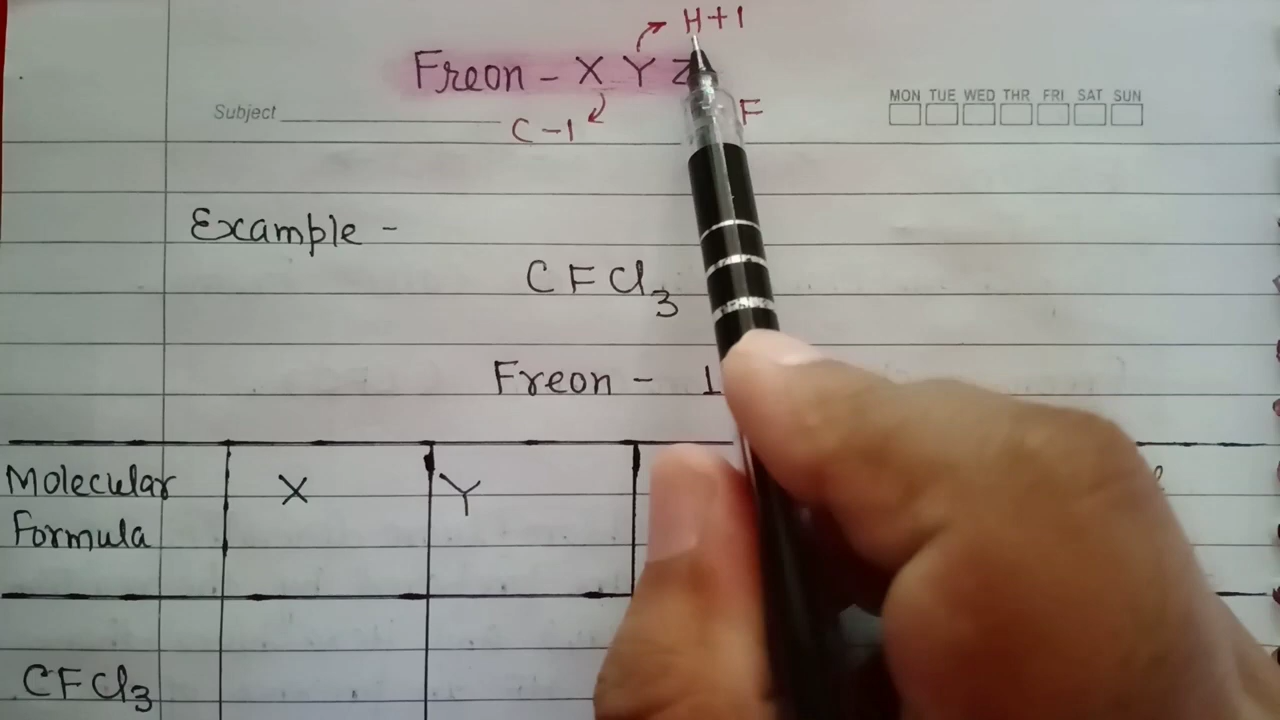 H+1
Freon - X Y Z
Subject
C-1
F
MON TUE WED THR FRI SAT SUN
Example -
CFCl3
Freon - 1
Molecular Formula
X
Y
CFCl3